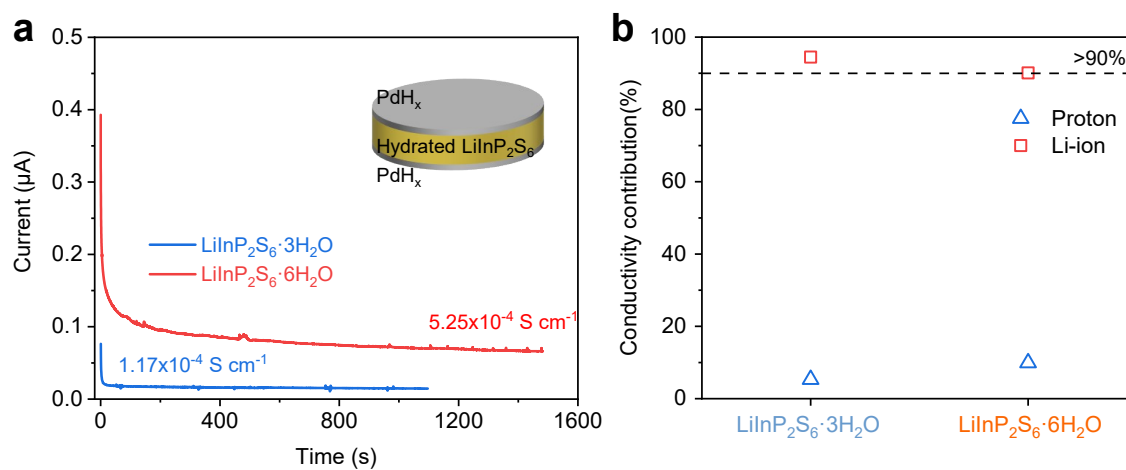 a
0.5
0.4
0.3
0.2
0.1
0.0
Current (µA)
0
400
800
1200
1600
Time (s)
PdHₓ
Hydrated LiInP₂S₆
PdHₓ
LiInP₂S₆·3H₂O
LiInP₂S₆·6H₂O
5.25x10⁻⁴ S cm⁻¹
1.17x10⁻⁴ S cm⁻¹
b
100
80
60
40
20
0
Conductivity contribution(%)
>90%
Proton
Li-ion
LiInP₂S₆·3H₂O
LiInP₂S₆·6H₂O